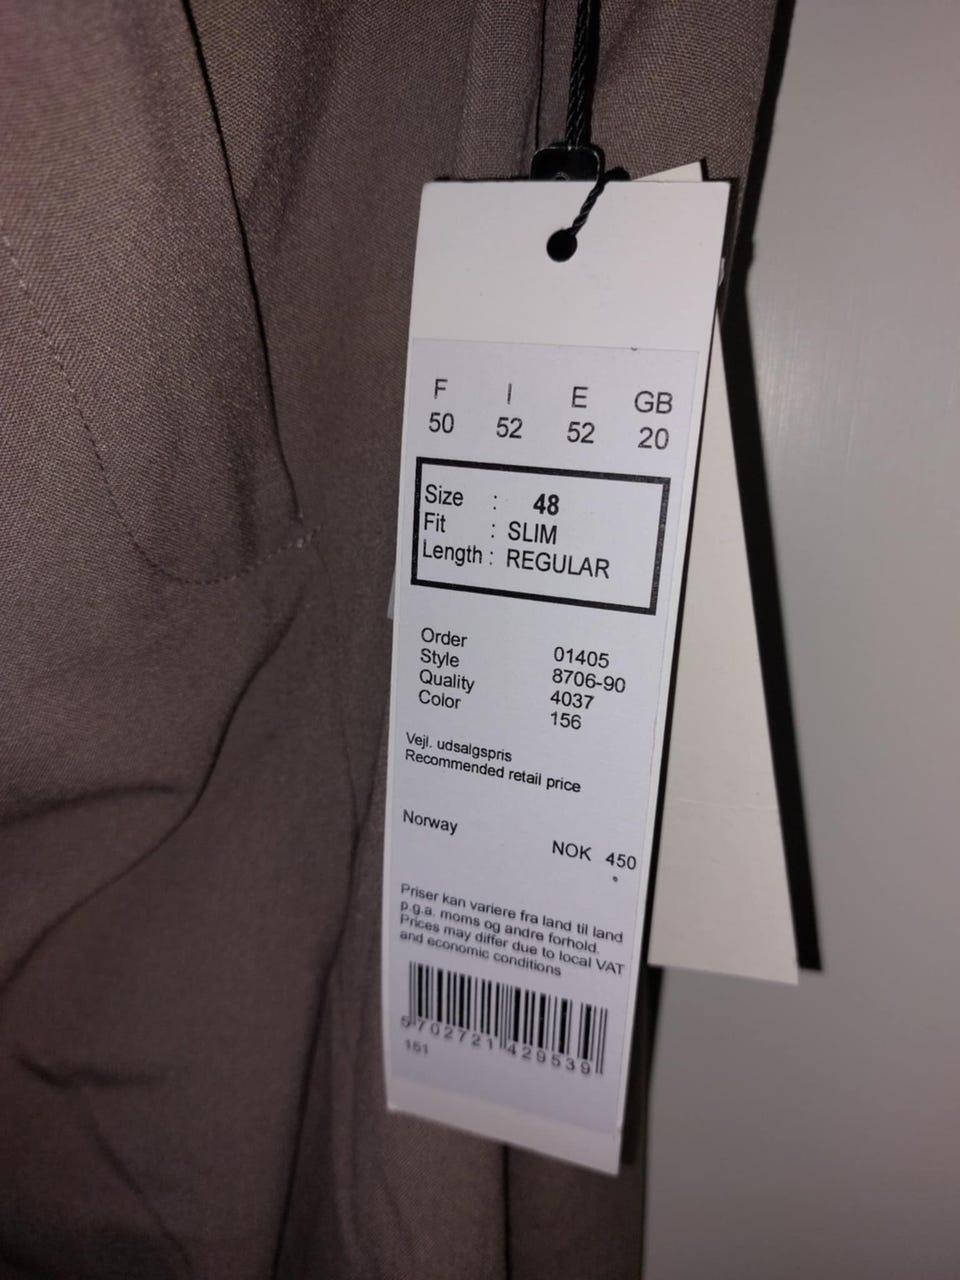 F I E GB
50 52 52 20
Size : 48
Fit : SLIM
Length : REGULAR
Order 01405
Style 8706-90
Quality 4037
Color 156
Vejl. udsalgspris
Recommended retail price
Norway NOK 450
Priser kan variere fra land til land
p.g.a. moms og andre forhold.
Prices may differ due to local VAT
and economic conditions
5702721429539
151